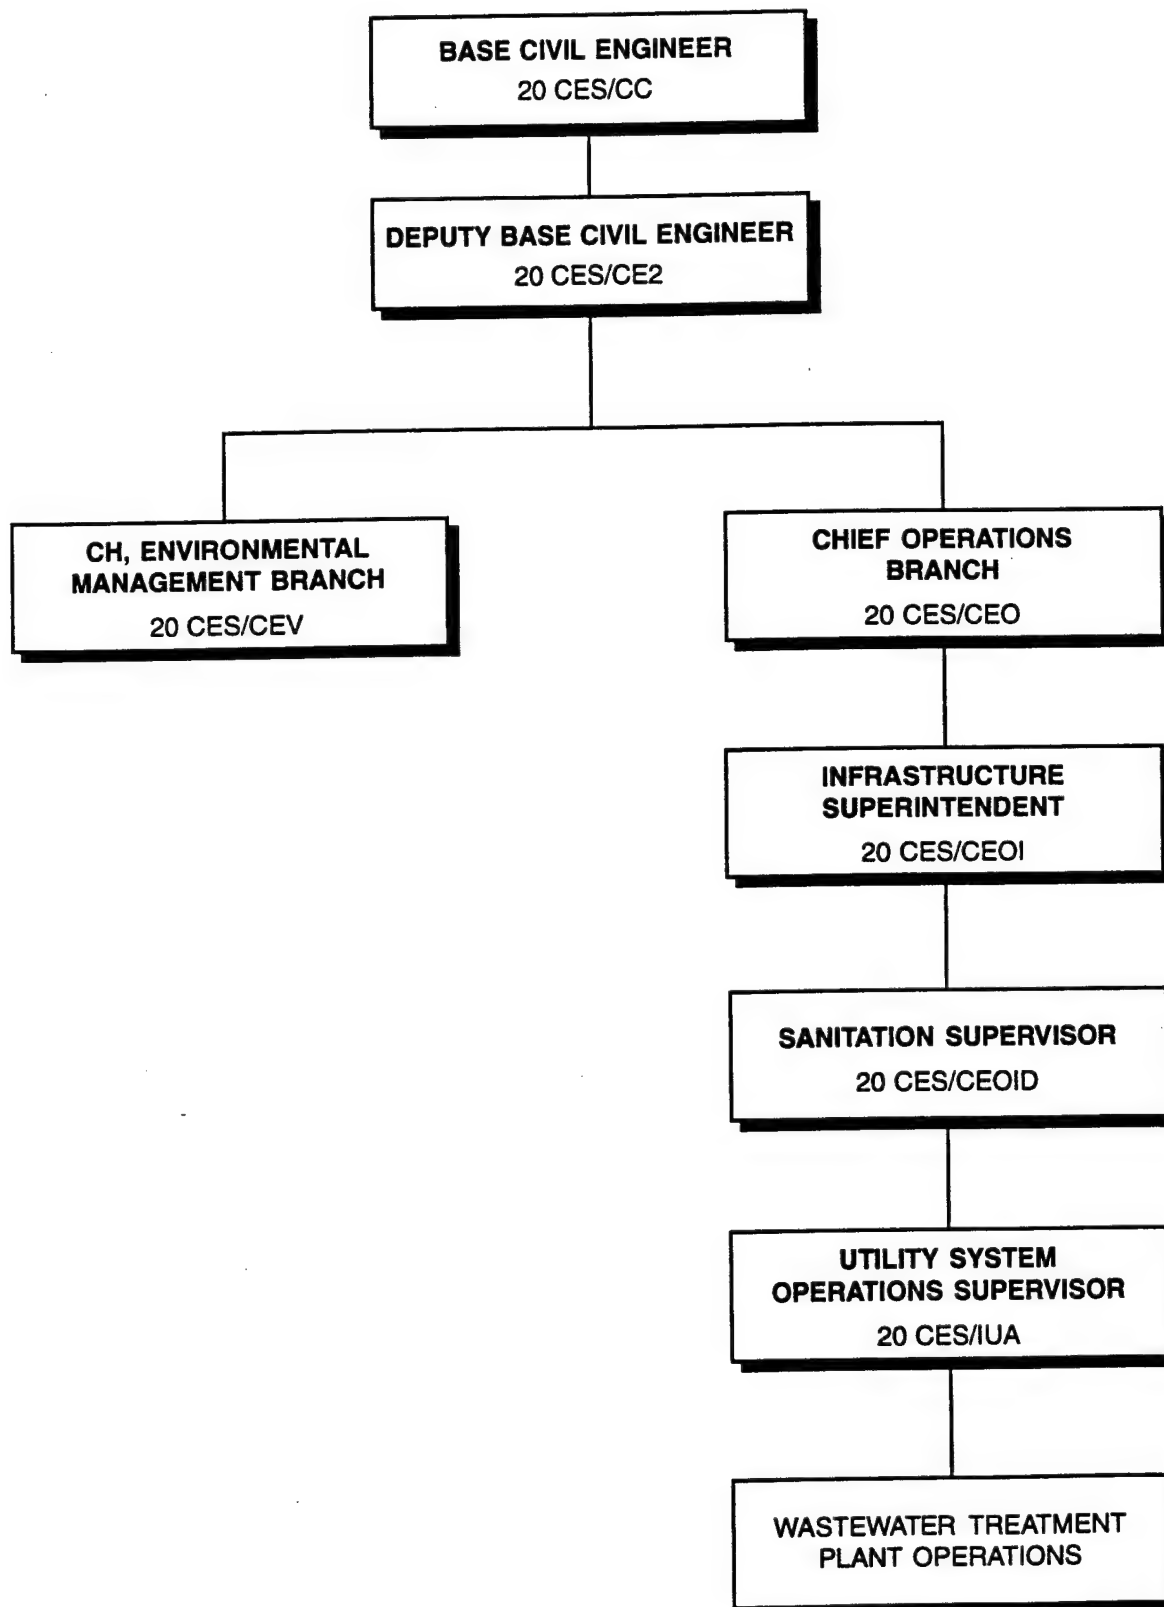 BASE CIVIL ENGINEER
20 CES/CC
DEPUTY BASE CIVIL ENGINEER
20 CES/CE2
CH, ENVIRONMENTAL
MANAGEMENT BRANCH
20 CES/CEV
CHIEF OPERATIONS
BRANCH
20 CES/CEO
INFRASTRUCTURE
SUPERINTENDENT
20 CES/CEOI
SANITATION SUPERVISOR
20 CES/CEOID
UTILITY SYSTEM
OPERATIONS SUPERVISOR
20 CES/IUA
WASTEWATER TREATMENT
PLANT OPERATIONS